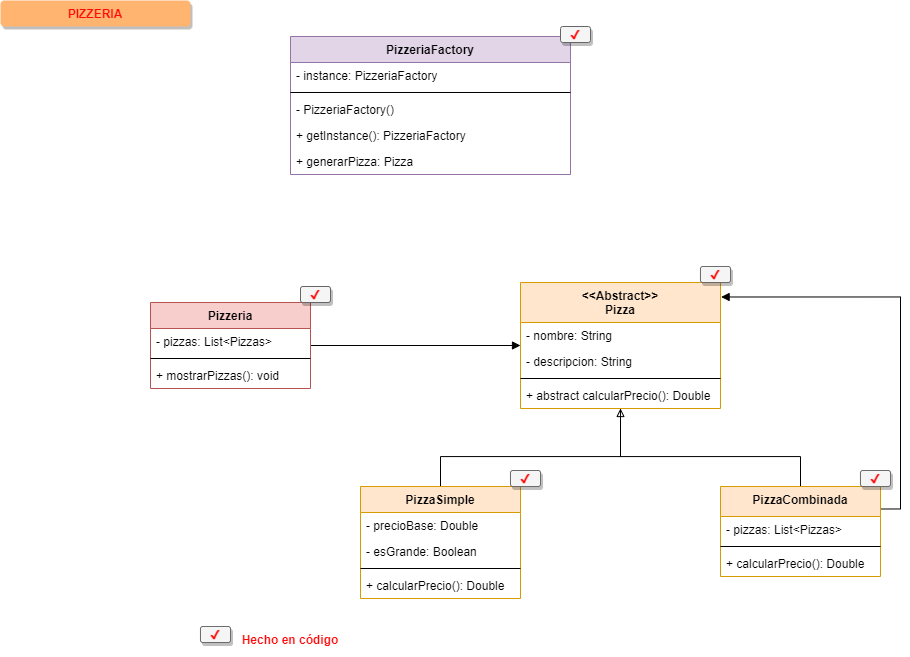 PIZZERIA
PizzeriaFactory
- instance: PizzeriaFactory
- PizzeriaFactory()
+ getInstance(): PizzeriaFactory
+ generarPizza: Pizza
<<Abstract>>
Pizza
- nombre: String
- descripcion: String
+ abstract calcularPrecio(): Double
Pizzeria
- pizzas: List<Pizzas>
+ mostrarPizzas(): void
PizzaSimple
- precioBase: Double
- esGrande: Boolean
+ calcularPrecio(): Double
PizzaCombinada
- pizzas: List<Pizzas>
+ calcularPrecio(): Double
Hecho en código